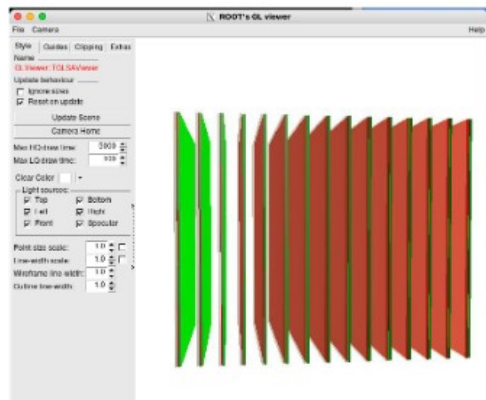 ROOT's GL viewer
File Camera Help
Style Guides Clipping Extras
Name
GLViewer::TGLSAViewer
Update behaviour
Ignore sizes
Reset on update
Update Scene
Camera Home
Max HQ draw time: 5000
Max LQ draw time: 100
Clear Color
Light sources:
Top Bottom
Left Right
Front Specular
Point size scale: 1.0
Line-width scale: 1.0
Wireframe line-width: 1.0
Outline line-width: 1.0